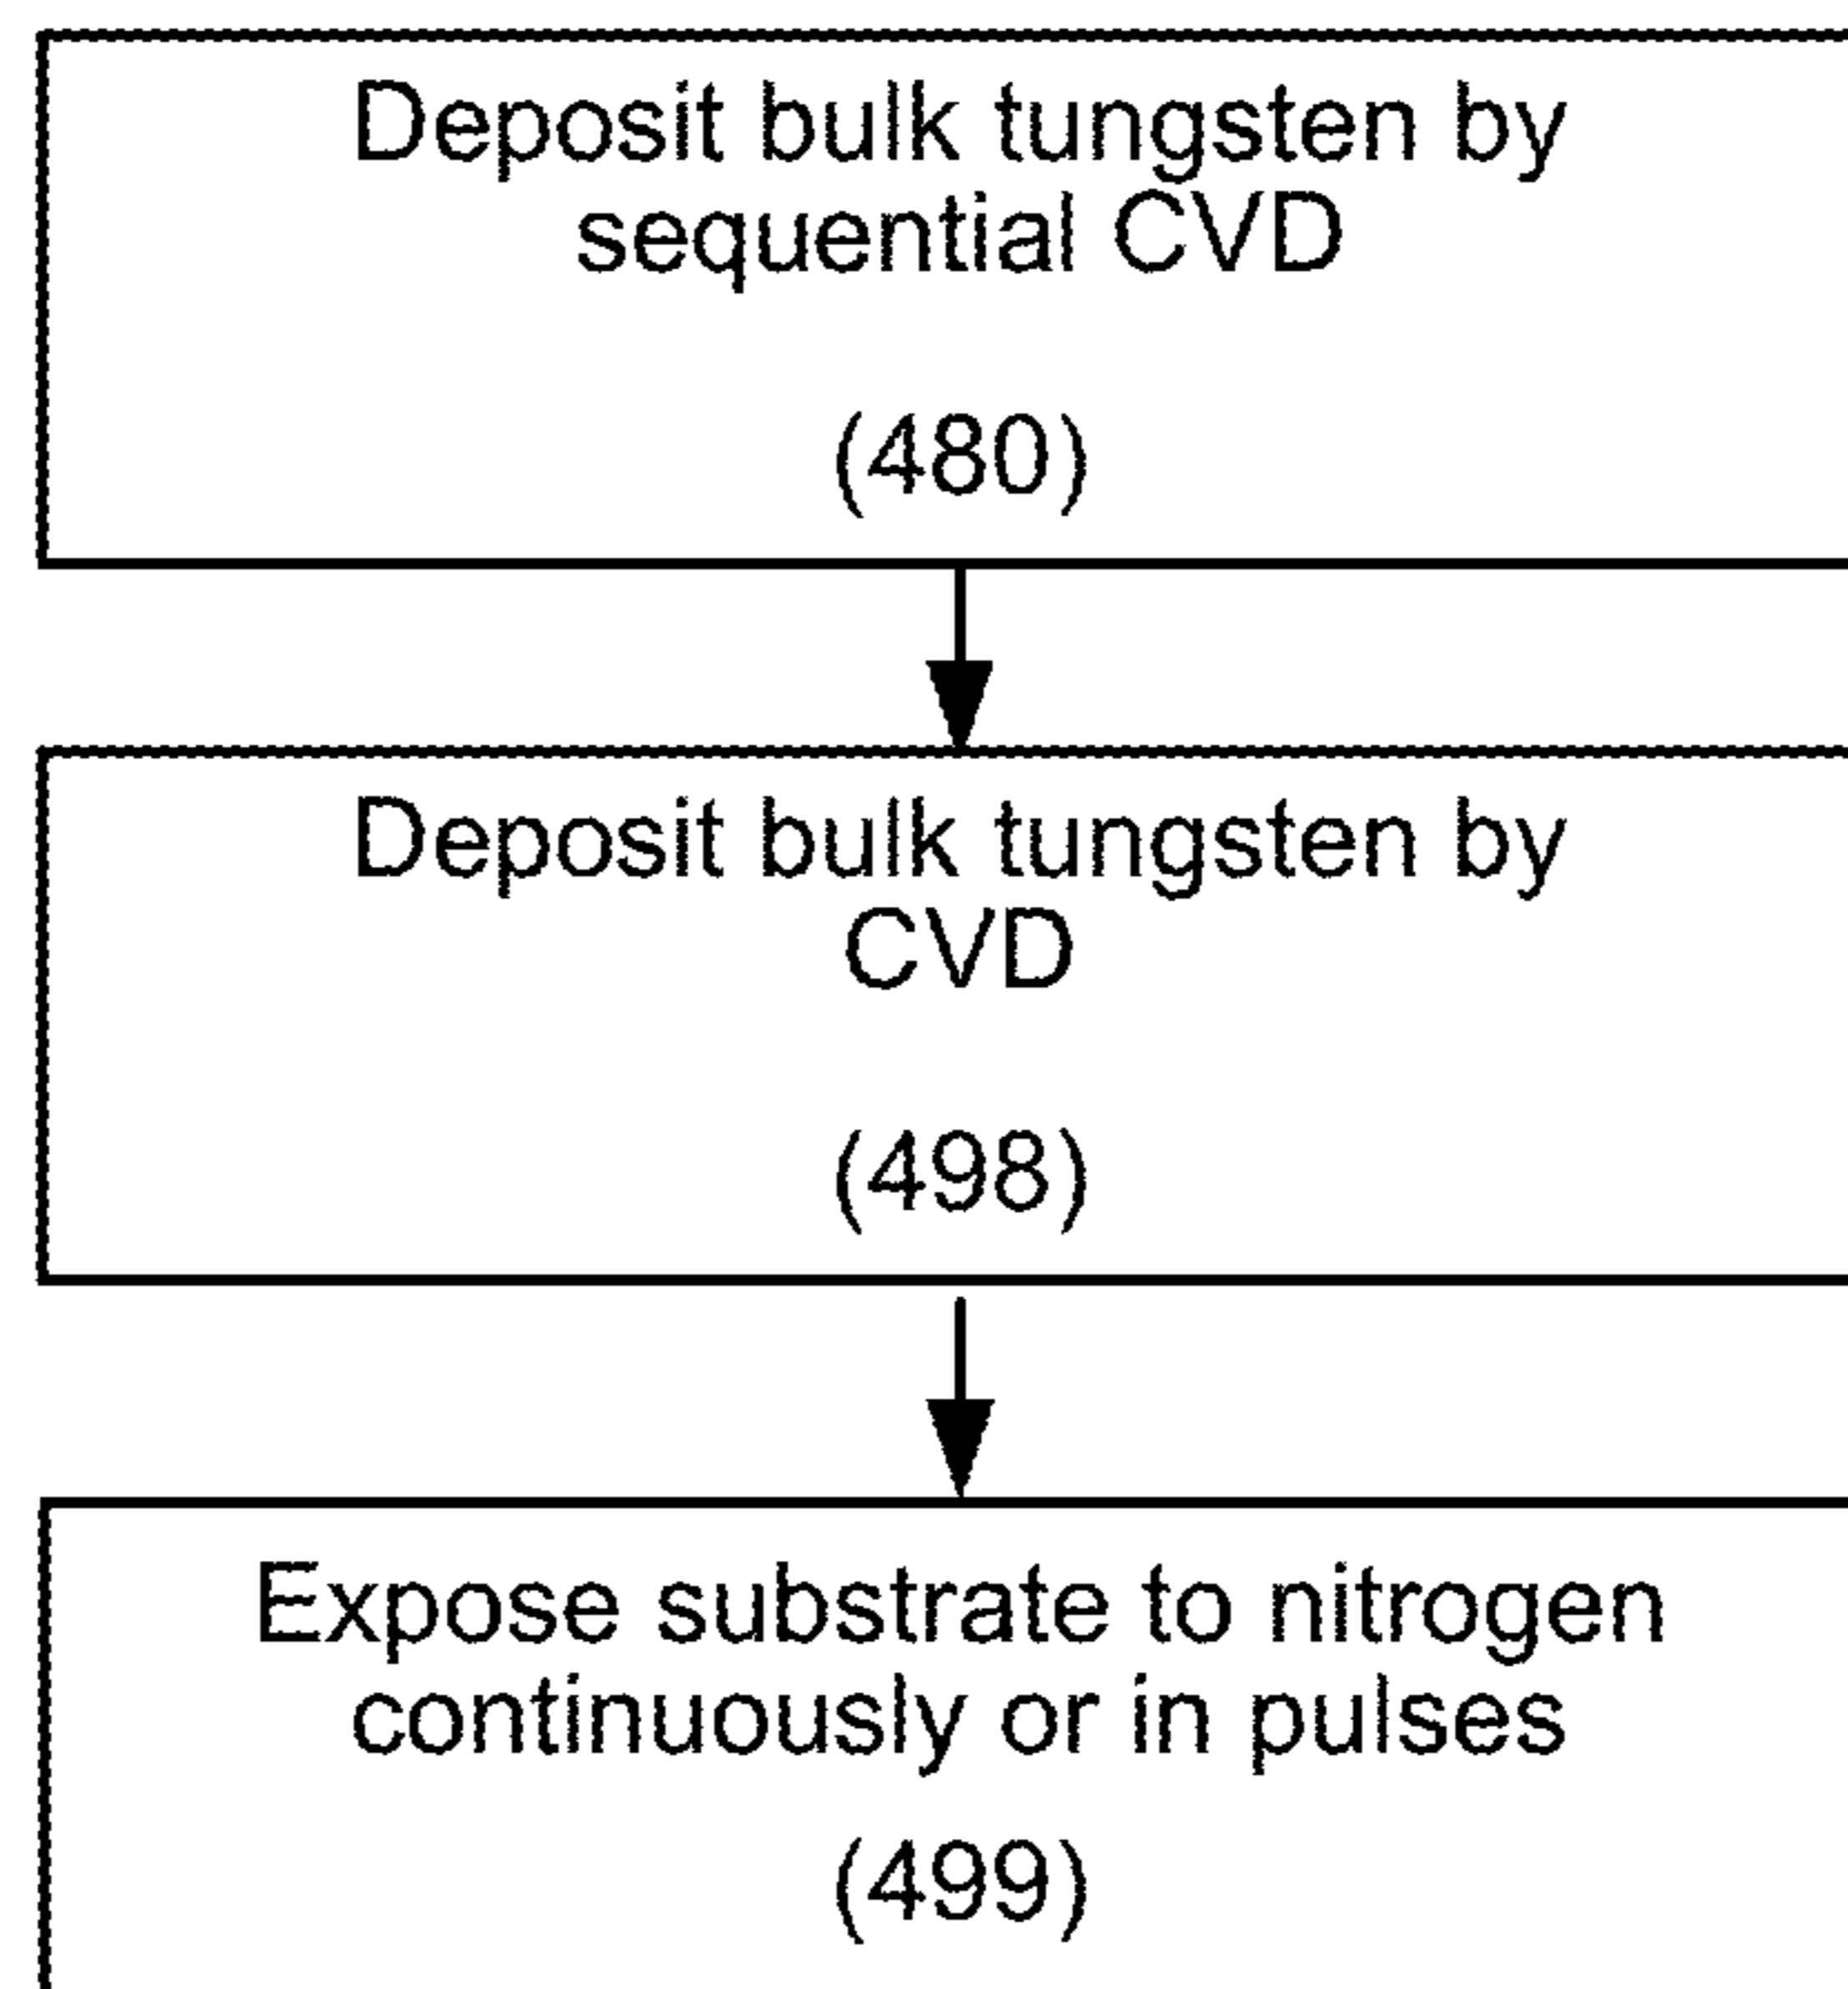 Deposit bulk tungsten by
sequential CVD
(480)
Deposit bulk tungsten by
CVD
(498)
Expose substrate to nitrogen
continuously or in pulses
(499)